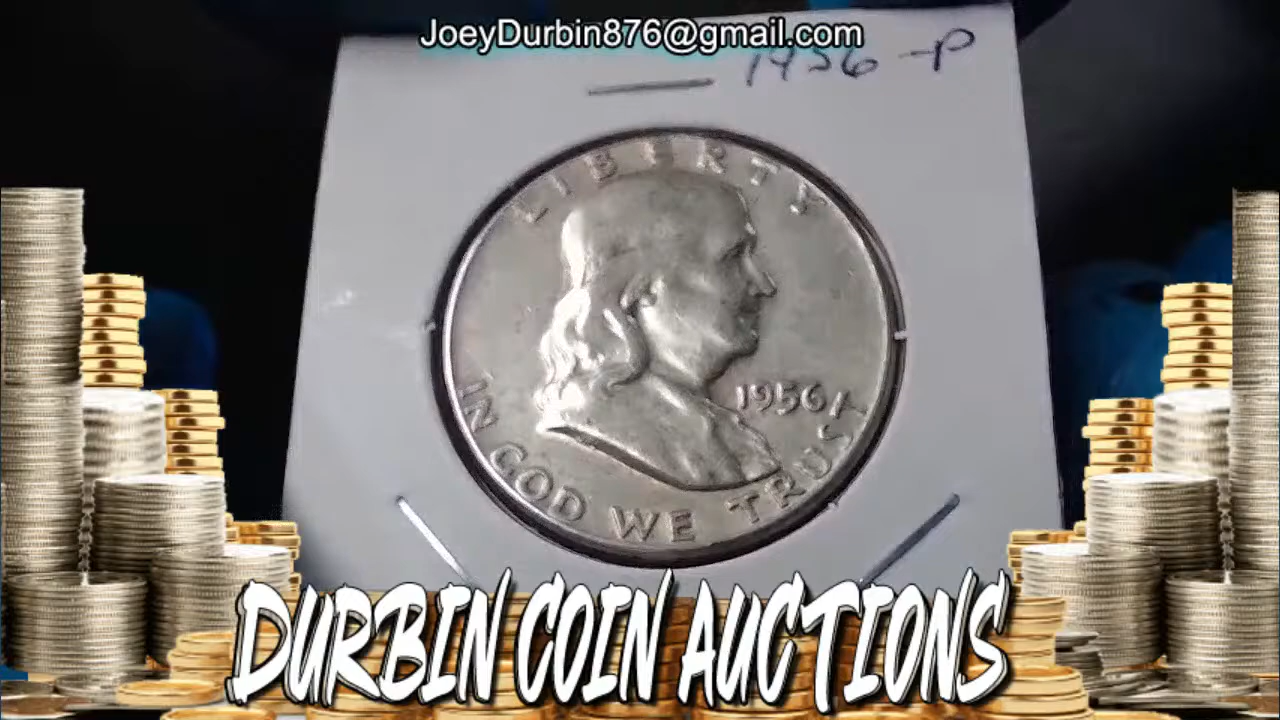 JoeyDurbin876@gmail.com
1956 -P
LIBERTY
1956
IN GOD WE TRUST
DURBIN COIN AUCTIONS